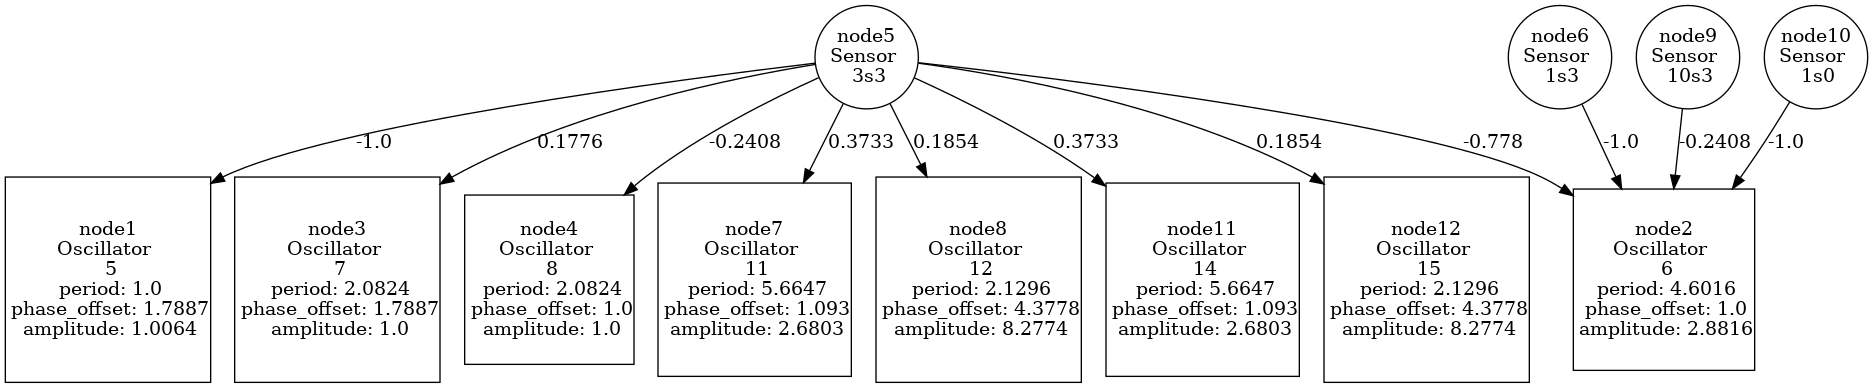 node5
Sensor
3s3
node6
Sensor
1s3
node9
Sensor
10s3
node10
Sensor
1s0
-1.0
0.1776
-0.2408
0.3733
0.1854
0.3733
0.1854
-0.778
-1.0
-0.2408
-1.0
node1
Oscillator
5
period: 1.0
phase_offset: 1.7887
amplitude: 1.0064
node3
Oscillator
7
period: 2.0824
phase_offset: 1.7887
amplitude: 1.0
node4
Oscillator
8
period: 2.0824
phase_offset: 1.0
amplitude: 1.0
node7
Oscillator
11
period: 5.6647
phase_offset: 1.093
amplitude: 2.6803
node8
Oscillator
12
period: 2.1296
phase_offset: 4.3778
amplitude: 8.2774
node11
Oscillator
14
period: 5.6647
phase_offset: 1.093
amplitude: 2.6803
node12
Oscillator
15
period: 2.1296
phase_offset: 4.3778
amplitude: 8.2774
node2
Oscillator
6
period: 4.6016
phase_offset: 1.0
amplitude: 2.8816